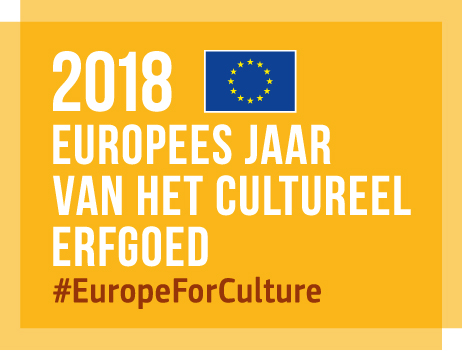 2018
EUROPEES JAAR
VAN HET CULTUREEL
ERFGOED
#EuropeForCulture